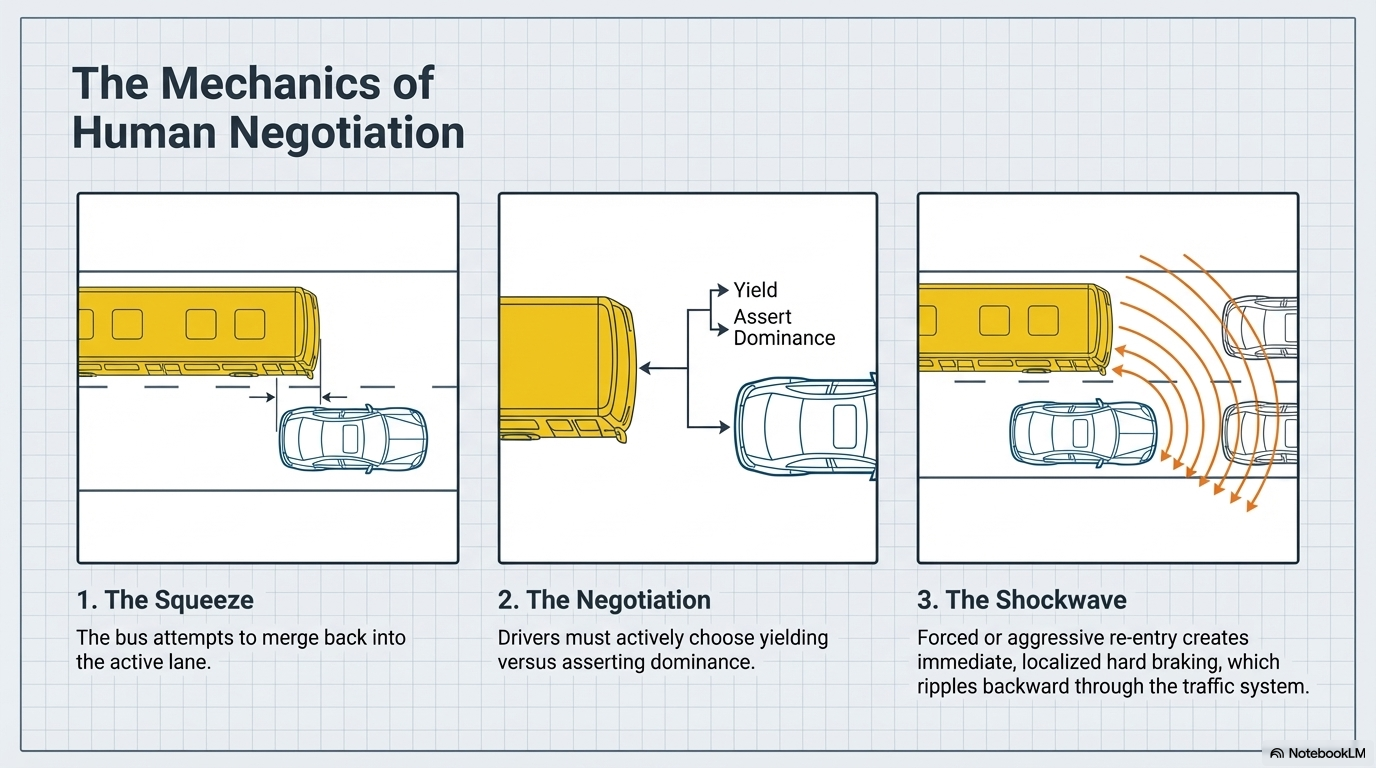 The Mechanics of
Human Negotiation
Yield
Assert
Dominance
1. The Squeeze
The bus attempts to merge back into
the active lane.
2. The Negotiation
Drivers must actively choose yielding
versus asserting dominance.
3. The Shockwave
Forced or aggressive re-entry creates
immediate, localized hard braking, which
ripples backward through the traffic system.
NotebookLM